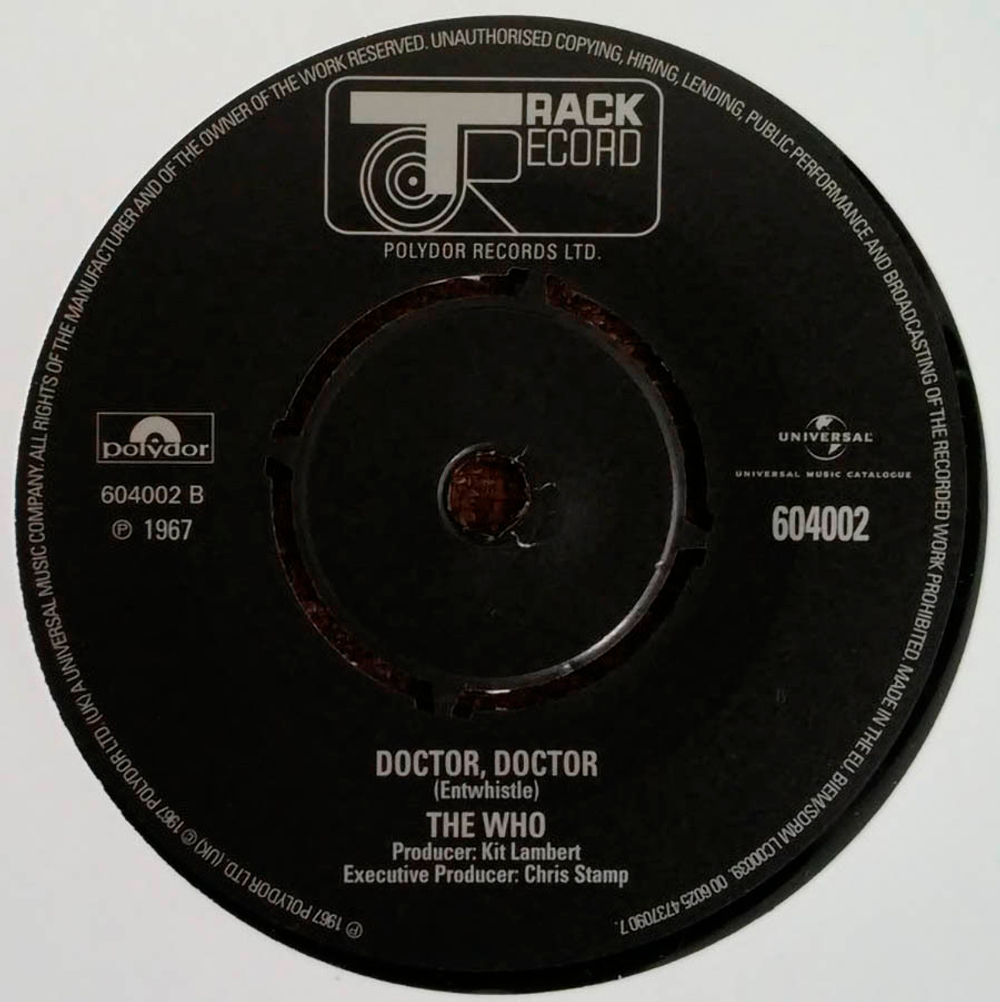 TRACK
RECORD
POLYDOR RECORDS LTD.
polydor
604002 B
℗ 1967
UNIVERSAL
UNIVERSAL MUSIC CATALOGUE
604002
DOCTOR, DOCTOR
(Entwhistle)
THE WHO
Producer: Kit Lambert
Executive Producer: Chris Stamp
℗ 1967 POLYDOR LTD. (UK) © 1967 POLYDOR LTD. (UK) A UNIVERSAL MUSIC COMPANY. ALL RIGHTS OF THE MANUFACTURER AND OF THE OWNER OF THE WORK RESERVED. UNAUTHORISED COPYING, HIRING, LENDING, PUBLIC PERFORMANCE AND BROADCASTING OF THE RECORDED WORK PROHIBITED. MADE IN THE EU. BIEM/SDRM LC00039. 00 6025 4737090 7.